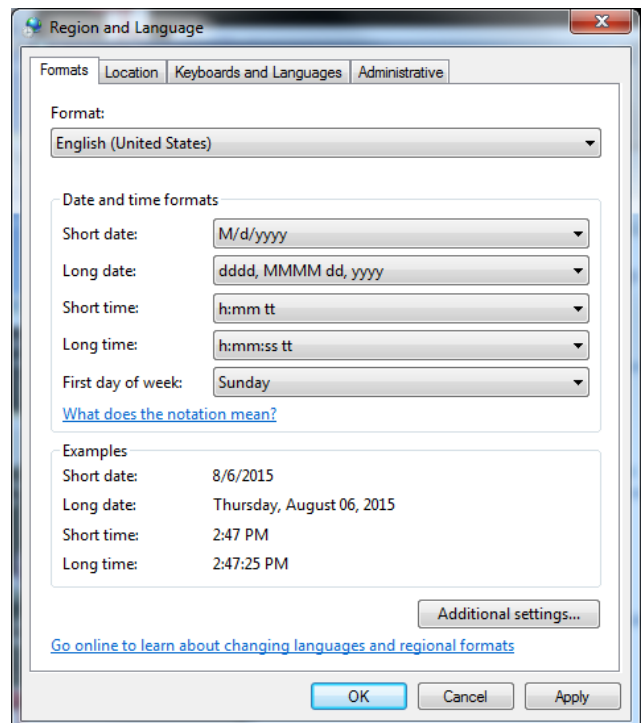 Region and Language
Formats Location Keyboards and Languages Administrative
Format:
English (United States)
Date and time formats
Short date: M/d/yyyy
Long date: dddd, MMMM dd, yyyy
Short time: h:mm tt
Long time: h:mm:ss tt
First day of week: Sunday
What does the notation mean?
Examples
Short date: 8/6/2015
Long date: Thursday, August 06, 2015
Short time: 2:47 PM
Long time: 2:47:25 PM
Additional settings...
Go online to learn about changing languages and regional formats
OK Cancel Apply